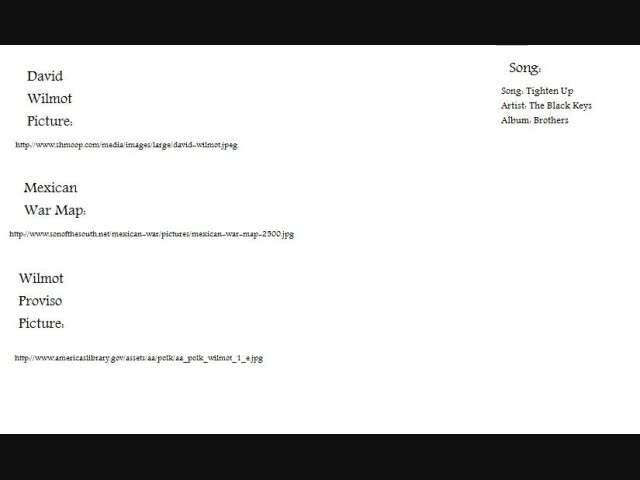 David
Wilmot
Picture:
http://www.shmoop.com/media/images/large/david-wilmot.jpeg
Mexican
War Map:
http://www.sonofthesouth.net/mexican-war/pictures/mexican-war-map-2500.jpg
Wilmot
Proviso
Picture:
http://www.americaslibrary.gov/assets/aa/polk/aa_polk_wilmot_1_e.jpg
Song:
Song: Tighten Up
Artist: The Black Keys
Album: Brothers